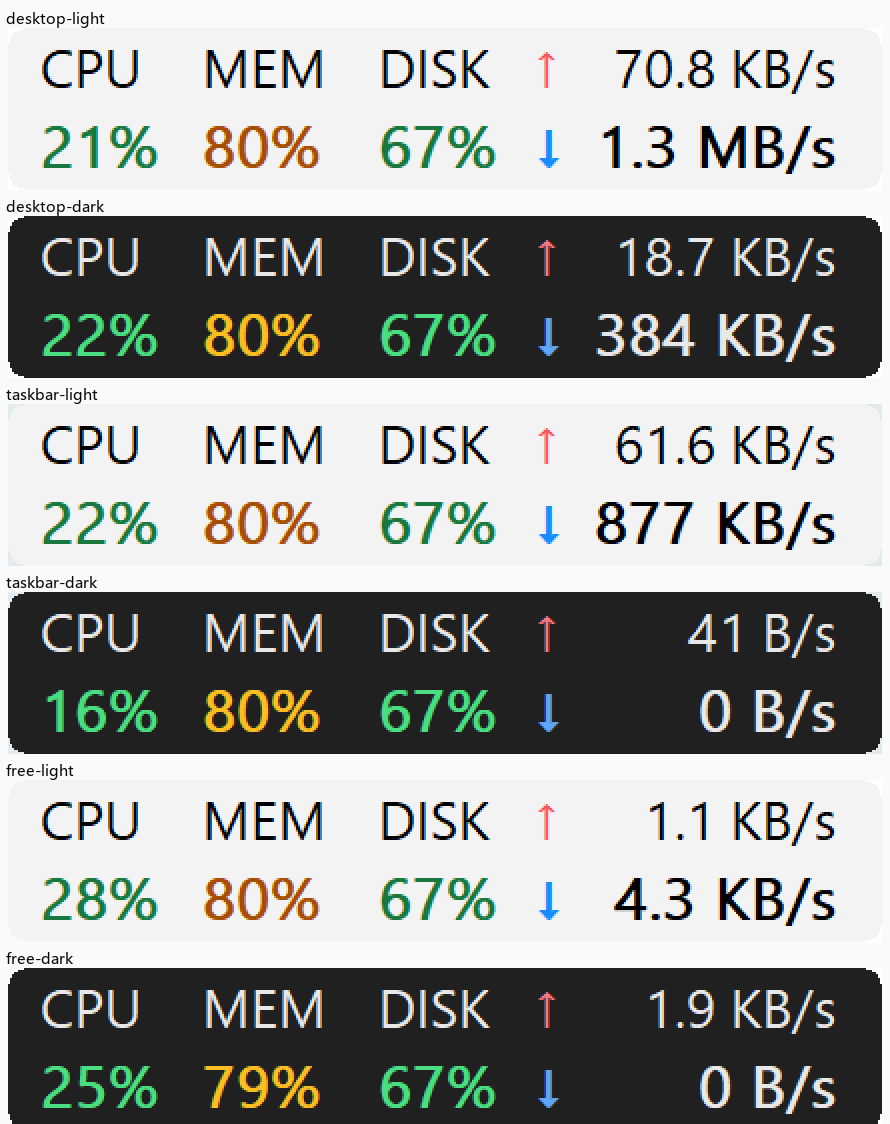 desktop-light
CPU MEM DISK ↑ 70.8 KB/s
21% 80% 67% ↓ 1.3 MB/s
desktop-dark
CPU MEM DISK ↑ 18.7 KB/s
22% 80% 67% ↓ 384 KB/s
taskbar-light
CPU MEM DISK ↑ 61.6 KB/s
22% 80% 67% ↓ 877 KB/s
taskbar-dark
CPU MEM DISK ↑ 41 B/s
16% 80% 67% ↓ 0 B/s
free-light
CPU MEM DISK ↑ 1.1 KB/s
28% 80% 67% ↓ 4.3 KB/s
free-dark
CPU MEM DISK ↑ 1.9 KB/s
25% 79% 67% ↓ 0 B/s